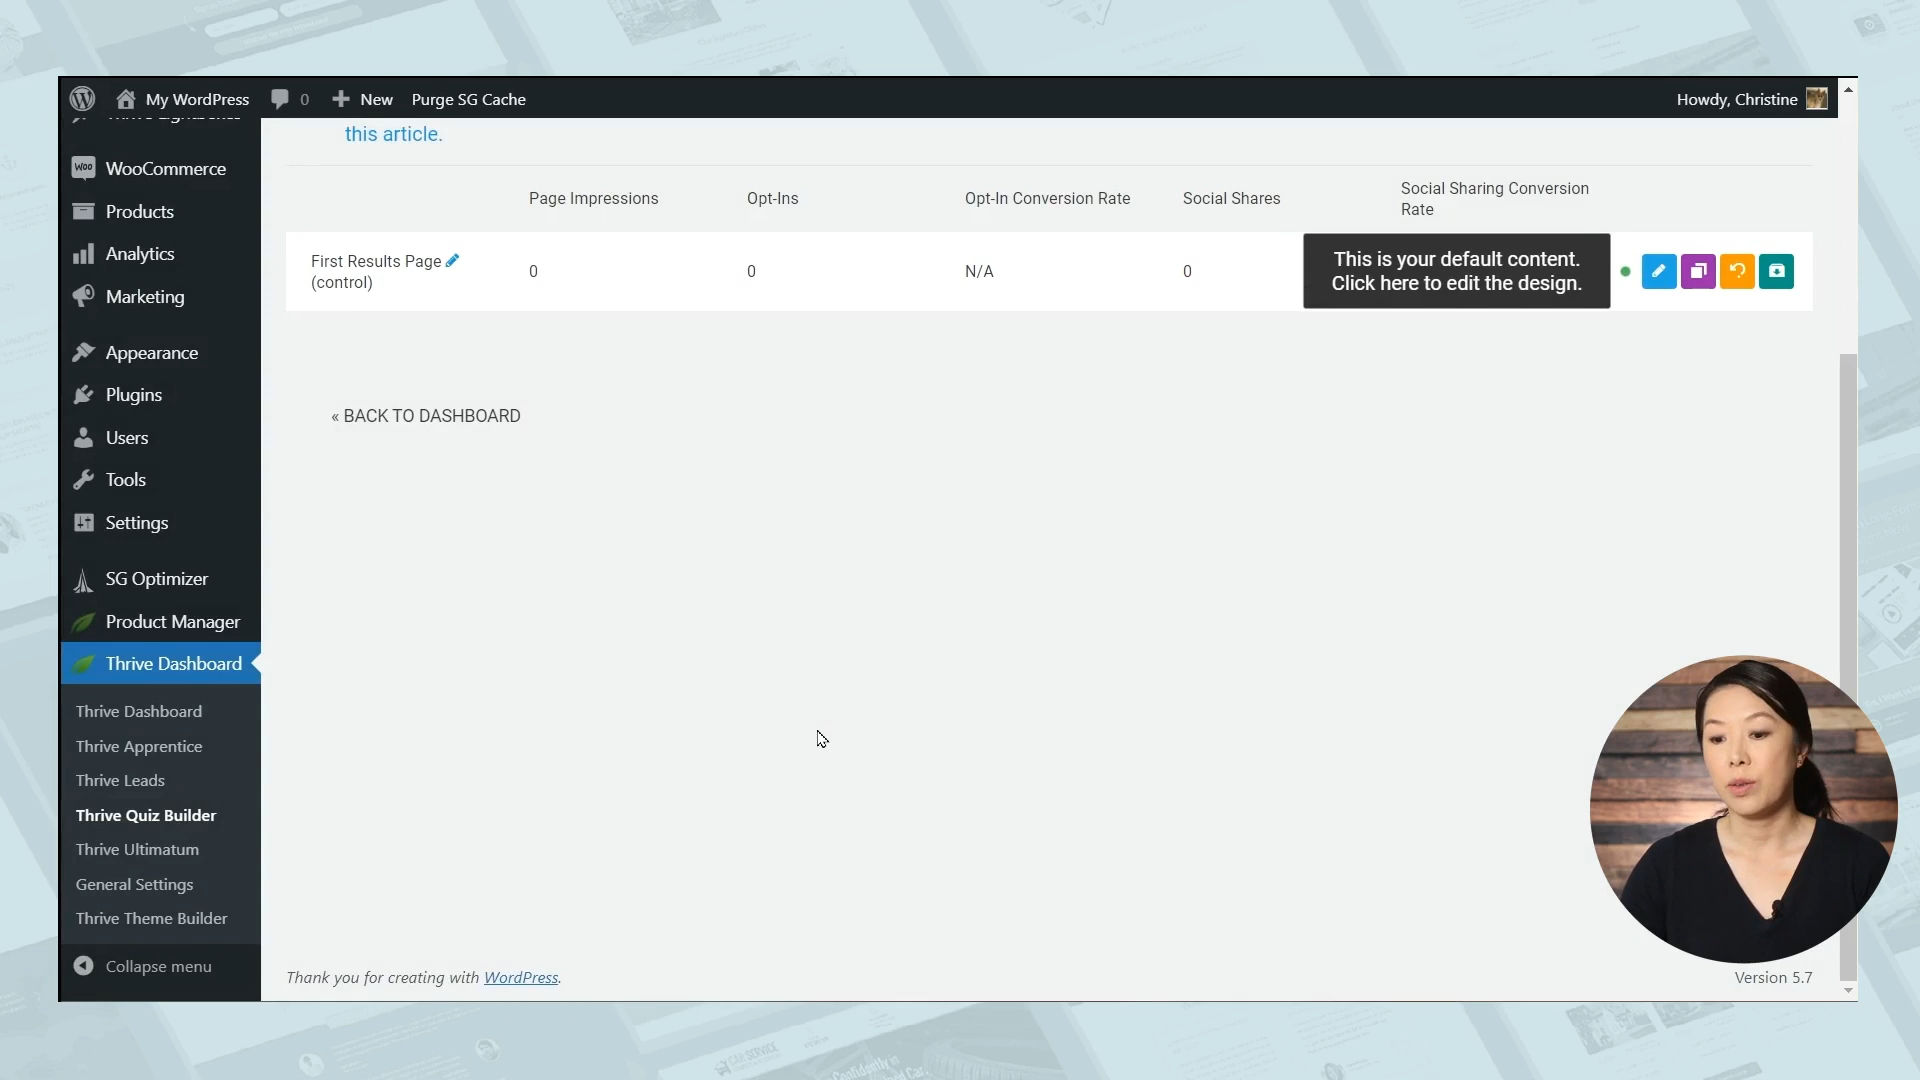 My WordPress
0
New
Purge SG Cache
Howdy, Christine
this article.
WooCommerce
Products
Analytics
Marketing
Appearance
Plugins
Users
Tools
Settings
SG Optimizer
Product Manager
Thrive Dashboard
Thrive Dashboard
Thrive Apprentice
Thrive Leads
Thrive Quiz Builder
Thrive Ultimatum
General Settings
Thrive Theme Builder
Collapse menu
Page Impressions
Opt-Ins
Opt-In Conversion Rate
Social Shares
Social Sharing Conversion
Rate
First Results Page
(control)
0
0
N/A
0
This is your default content.
Click here to edit the design.
« BACK TO DASHBOARD
Thank you for creating with WordPress.
Version 5.7